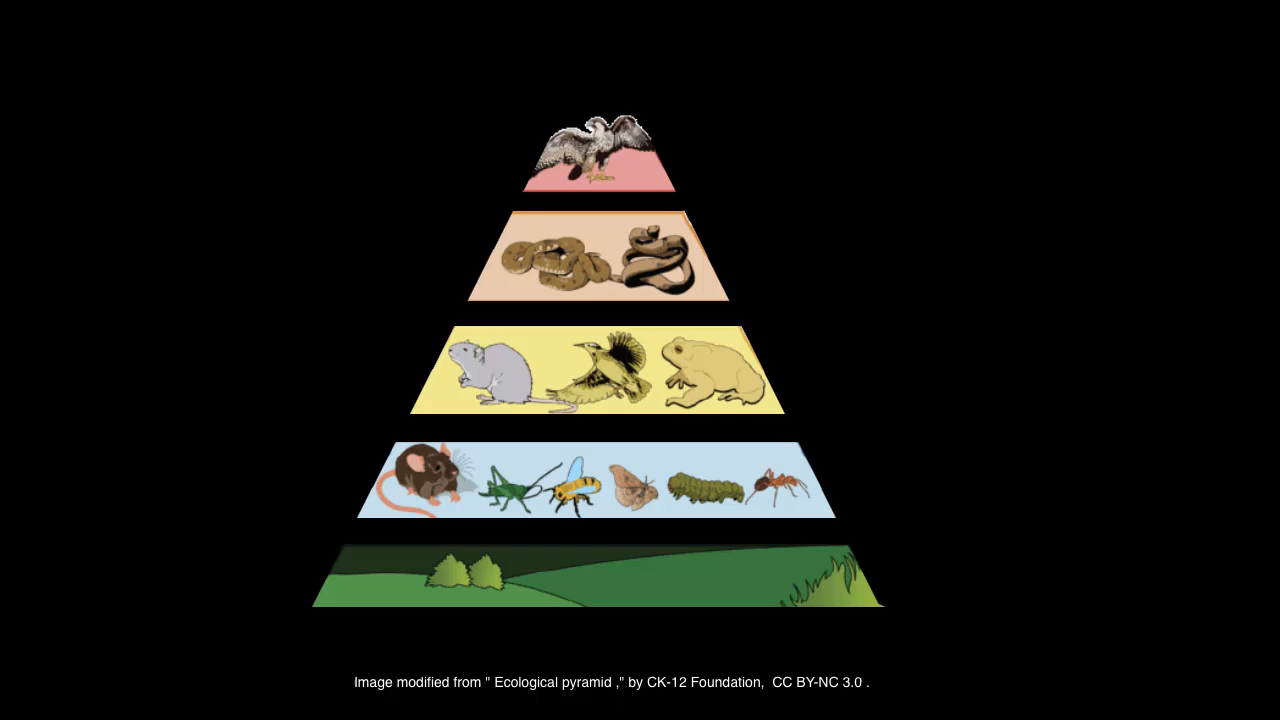 Image modified from " Ecological pyramid ," by CK-12 Foundation,  CC BY-NC 3.0 .